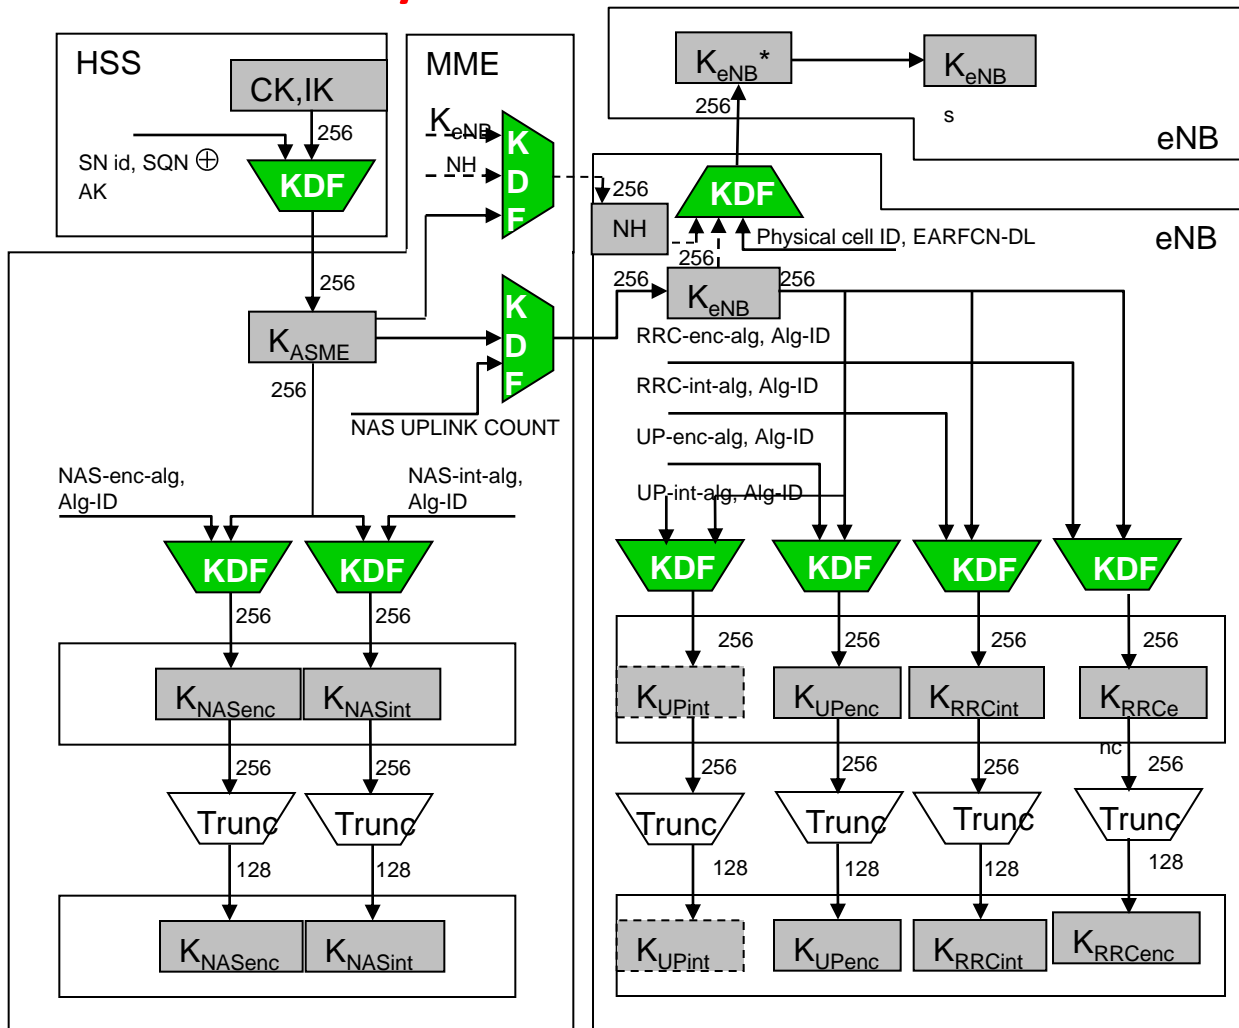 HSS
MME
CK,IK
256
SN id, SQN ⊕
AK
KDF
256
K_ASME
256
K_eNB
NH
K
D
F
K
D
F
NAS UPLINK COUNT
NAS-enc-alg,
Alg-ID
NAS-int-alg,
Alg-ID
KDF
KDF
256
256
K_NASenc
K_NASint
256
256
Trunc
Trunc
128
128
K_NASenc
K_NASint
K_eNB*
K_eNB
s
256
eNB
KDF
256
NH
Physical cell ID, EARFCN-DL
eNB
256
256
K_eNB
256
RRC-enc-alg, Alg-ID
RRC-int-alg, Alg-ID
UP-enc-alg, Alg-ID
UP-int-alg, Alg-ID
KDF
KDF
KDF
KDF
256
256
256
256
K_UPint
K_UPenc
K_RRCint
K_RRCe
nc
256
256
256
256
Trunc
Trunc
Trunc
Trunc
128
128
128
128
K_UPint
K_UPenc
K_RRCint
K_RRCenc